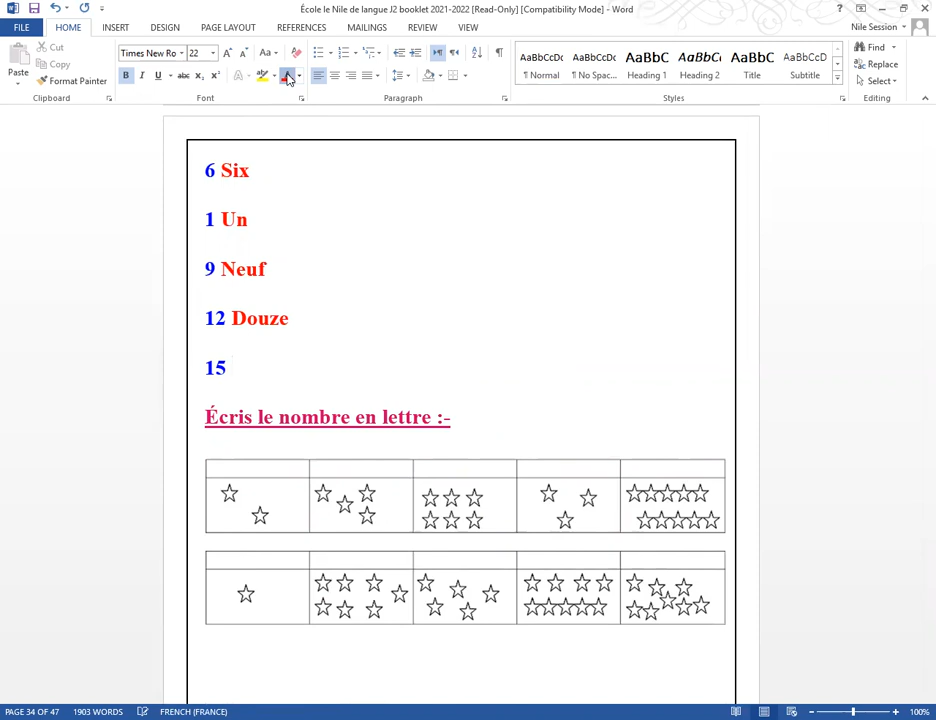 École le Nile de langue J2 booklet 2021-2022 [Read-Only] [Compatibility Mode] - Word
FILE HOME INSERT DESIGN PAGE LAYOUT REFERENCES MAILINGS REVIEW VIEW Nile Session
Paste
Cut
Copy
Format Painter
Clipboard
Times New Ro 22
Font
Paragraph
AaBbCcDc AaBbCcDc AaBbC AaBbC AaBbC AaBbCcD
¶ Normal ¶ No Spac... Heading 1 Heading 2 Title Subtitle
Styles
Find
Replace
Select
Editing
6 Six
1 Un
9 Neuf
12 Douze
15
Écris le nombre en lettre :-
PAGE 34 OF 47 1903 WORDS FRENCH (FRANCE) 100%